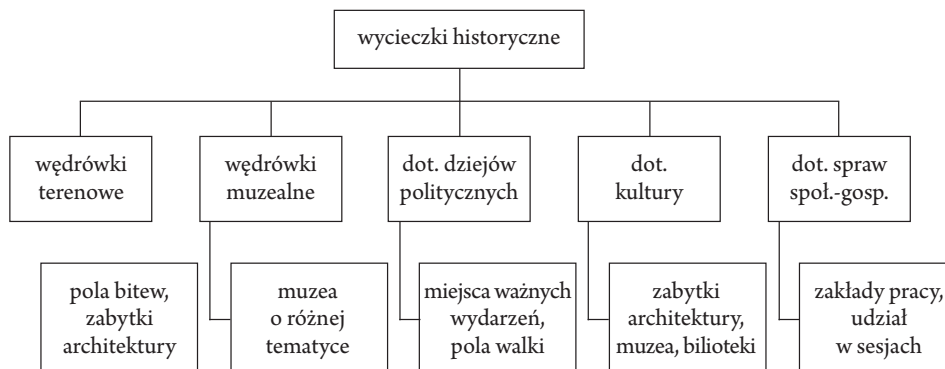 wycieczki historyczne
wędrówki
terenowe
wędrówki
muzealne
dot. dziejów
politycznych
dot.
kultury
dot. spraw
społ.-gosp.
pola bitew,
zabytki
architektury
muzea
o różnej
tematyce
miejsca ważnych
wydarzeń,
pola walki
zabytki
architektury,
muzea, bilioteki
zakłady pracy,
udział
w sesjach